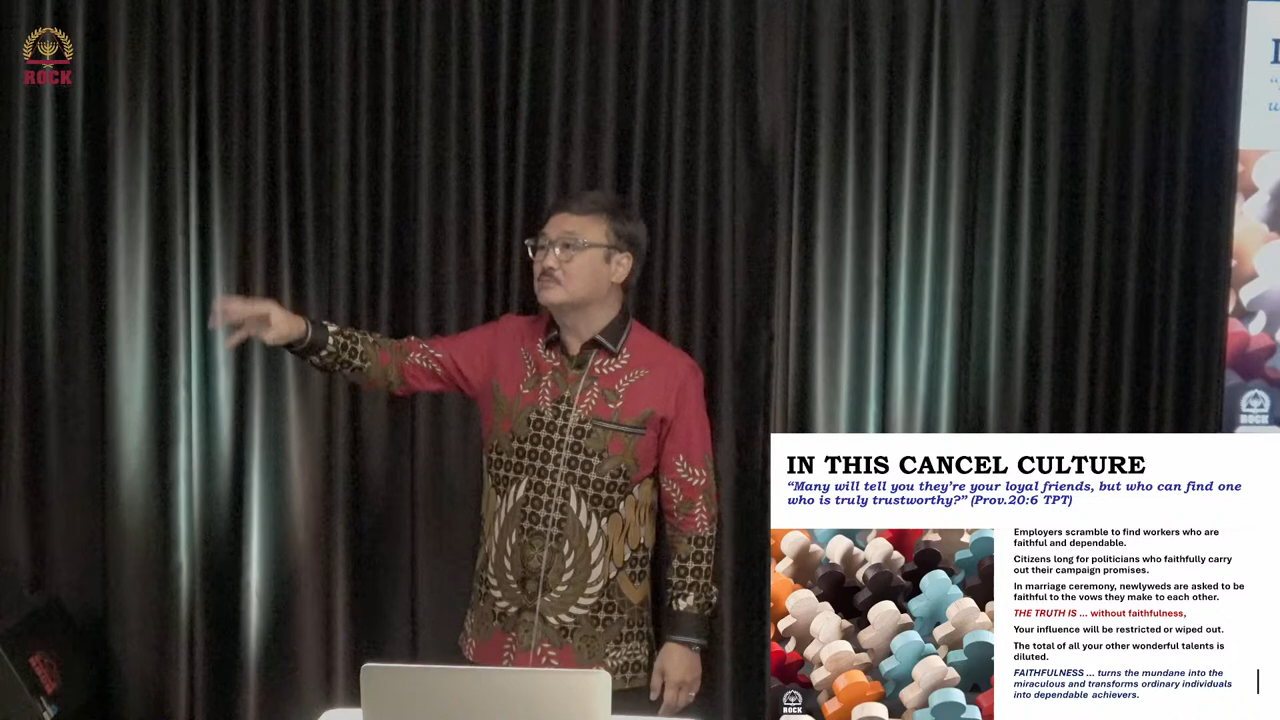 ROCK
IN THIS CANCEL CULTURE
“Many will tell you they’re your loyal friends, but who can find one
who is truly trustworthy?” (Prov.20:6 TPT)
Employers scramble to find workers who are
faithful and dependable.
Citizens long for politicians who faithfully carry
out their campaign promises.
In marriage ceremony, newlyweds are asked to be
faithful to the vows they make to each other.
THE TRUTH IS ... without faithfulness,
Your influence will be restricted or wiped out.
The total of all your other wonderful talents is
diluted.
FAITHFULNESS ... turns the mundane into the
miraculous and transforms ordinary individuals
into dependable achievers.
ROCK
ROCK